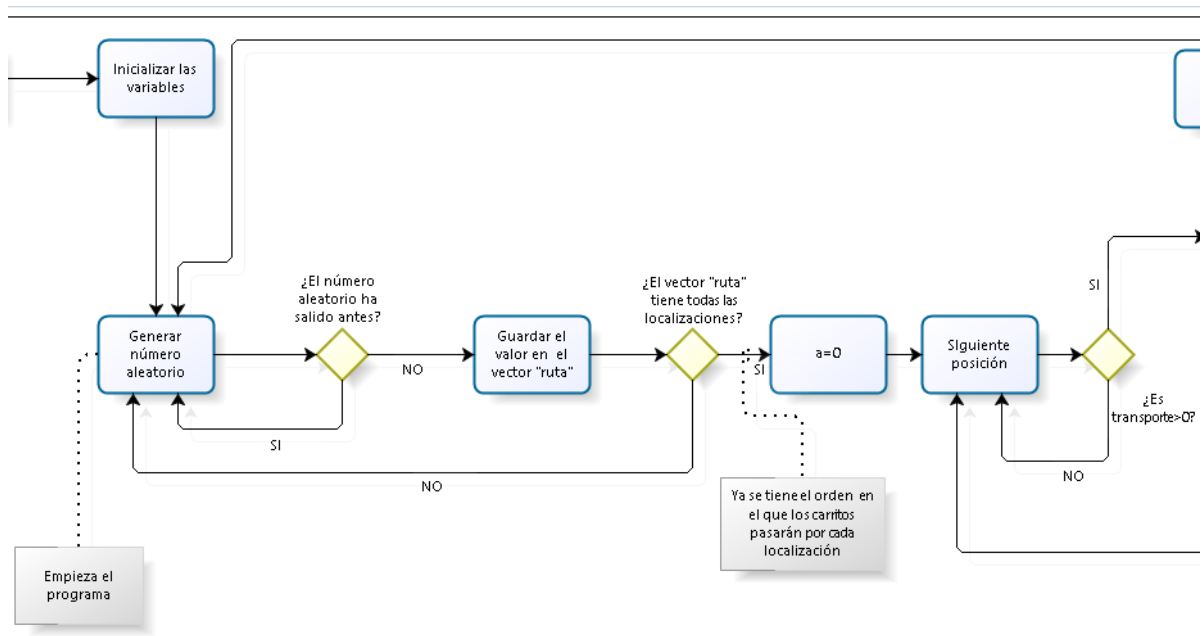 Inicializar las
variables
¿El número
aleatorio ha
salido antes?
¿El vector "ruta"
tiene todas las
localizaciones?
SI
Generar
número
aleatorio
NO
Guardar el
valor en el
vector "ruta"
SI
a=0
SIguiente
posición
¿Es
transporte>0?
SI
NO
NO
Ya se tiene el orden en
el que los carritos
pasarán por cada
localización
Empieza el
programa